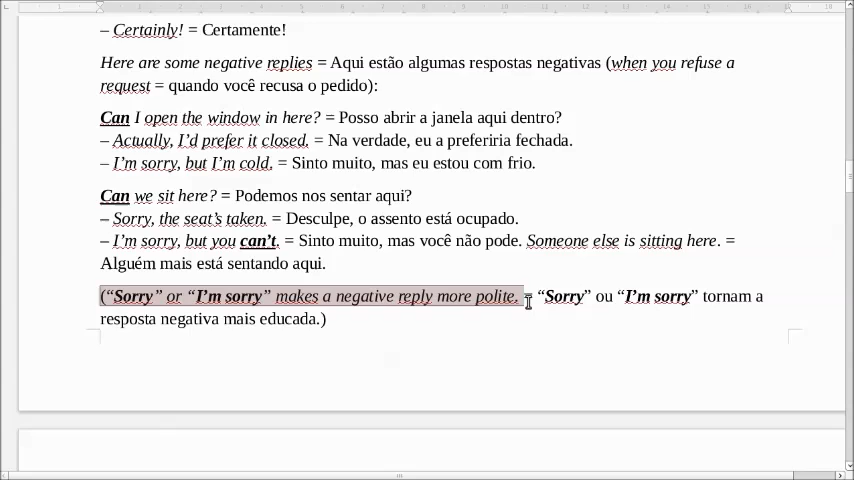 – Certainly! = Certamente!
Here are some negative replies = Aqui estão algumas respostas negativas (when you refuse a
request = quando você recusa o pedido):
Can I open the window in here? = Posso abrir a janela aqui dentro?
– Actually, I’d prefer it closed. = Na verdade, eu a preferiria fechada.
– I’m sorry, but I’m cold. = Sinto muito, mas eu estou com frio.
Can we sit here? = Podemos nos sentar aqui?
– Sorry, the seat’s taken. = Desculpe, o assento está ocupado.
– I’m sorry, but you can’t. = Sinto muito, mas você não pode. Someone else is sitting here. =
Alguém mais está sentando aqui.
(“Sorry” or “I’m sorry” makes a negative reply more polite. = “Sorry” ou “I’m sorry” tornam a
resposta negativa mais educada.)